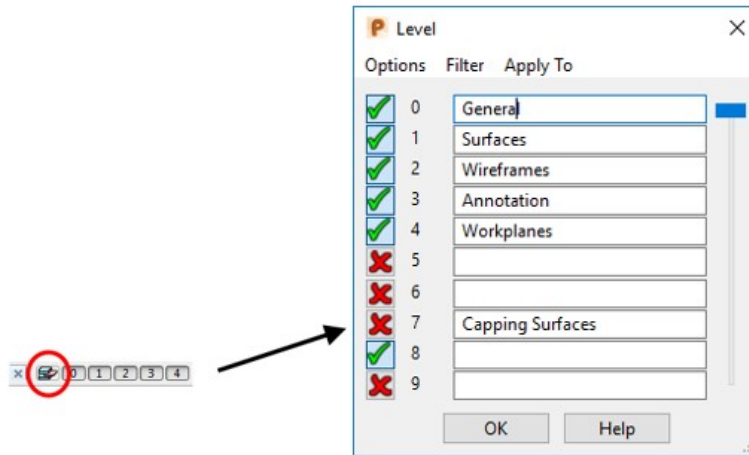 P Level
Options Filter Apply To
0 General
1 Surfaces
2 Wireframes
3 Annotation
4 Workplanes
5
6
7 Capping Surfaces
8
9
0 1 2 3 4
OK Help